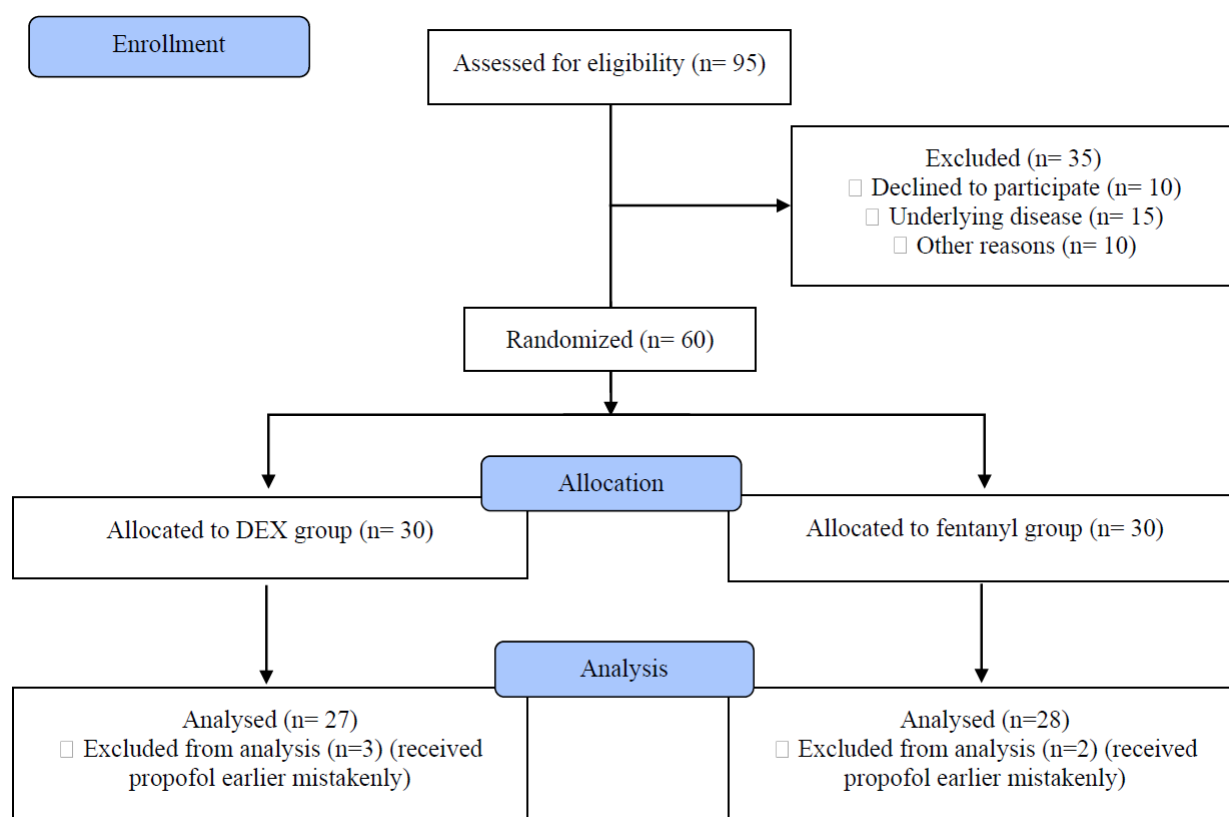 Enrollment
Assessed for eligibility (n= 95)
Excluded (n= 35)
□ Declined to participate (n= 10)
□ Underlying disease (n= 15)
□ Other reasons (n= 10)
Randomized (n= 60)
Allocation
Allocated to DEX group (n= 30)
Allocated to fentanyl group (n= 30)
Analysis
Analysed (n= 27)
□ Excluded from analysis (n=3) (received
propofol earlier mistakenly)
Analysed (n=28)
□ Excluded from analysis (n=2) (received
propofol earlier mistakenly)